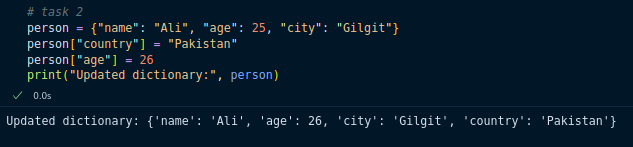 # task 2
person = {"name": "Ali", "age": 25, "city": "Gilgit"}
person["country"] = "Pakistan"
person["age"] = 26
print("Updated dictionary:", person)
✓ 0.0s
Updated dictionary: {'name': 'Ali', 'age': 26, 'city': 'Gilgit', 'country': 'Pakistan'}